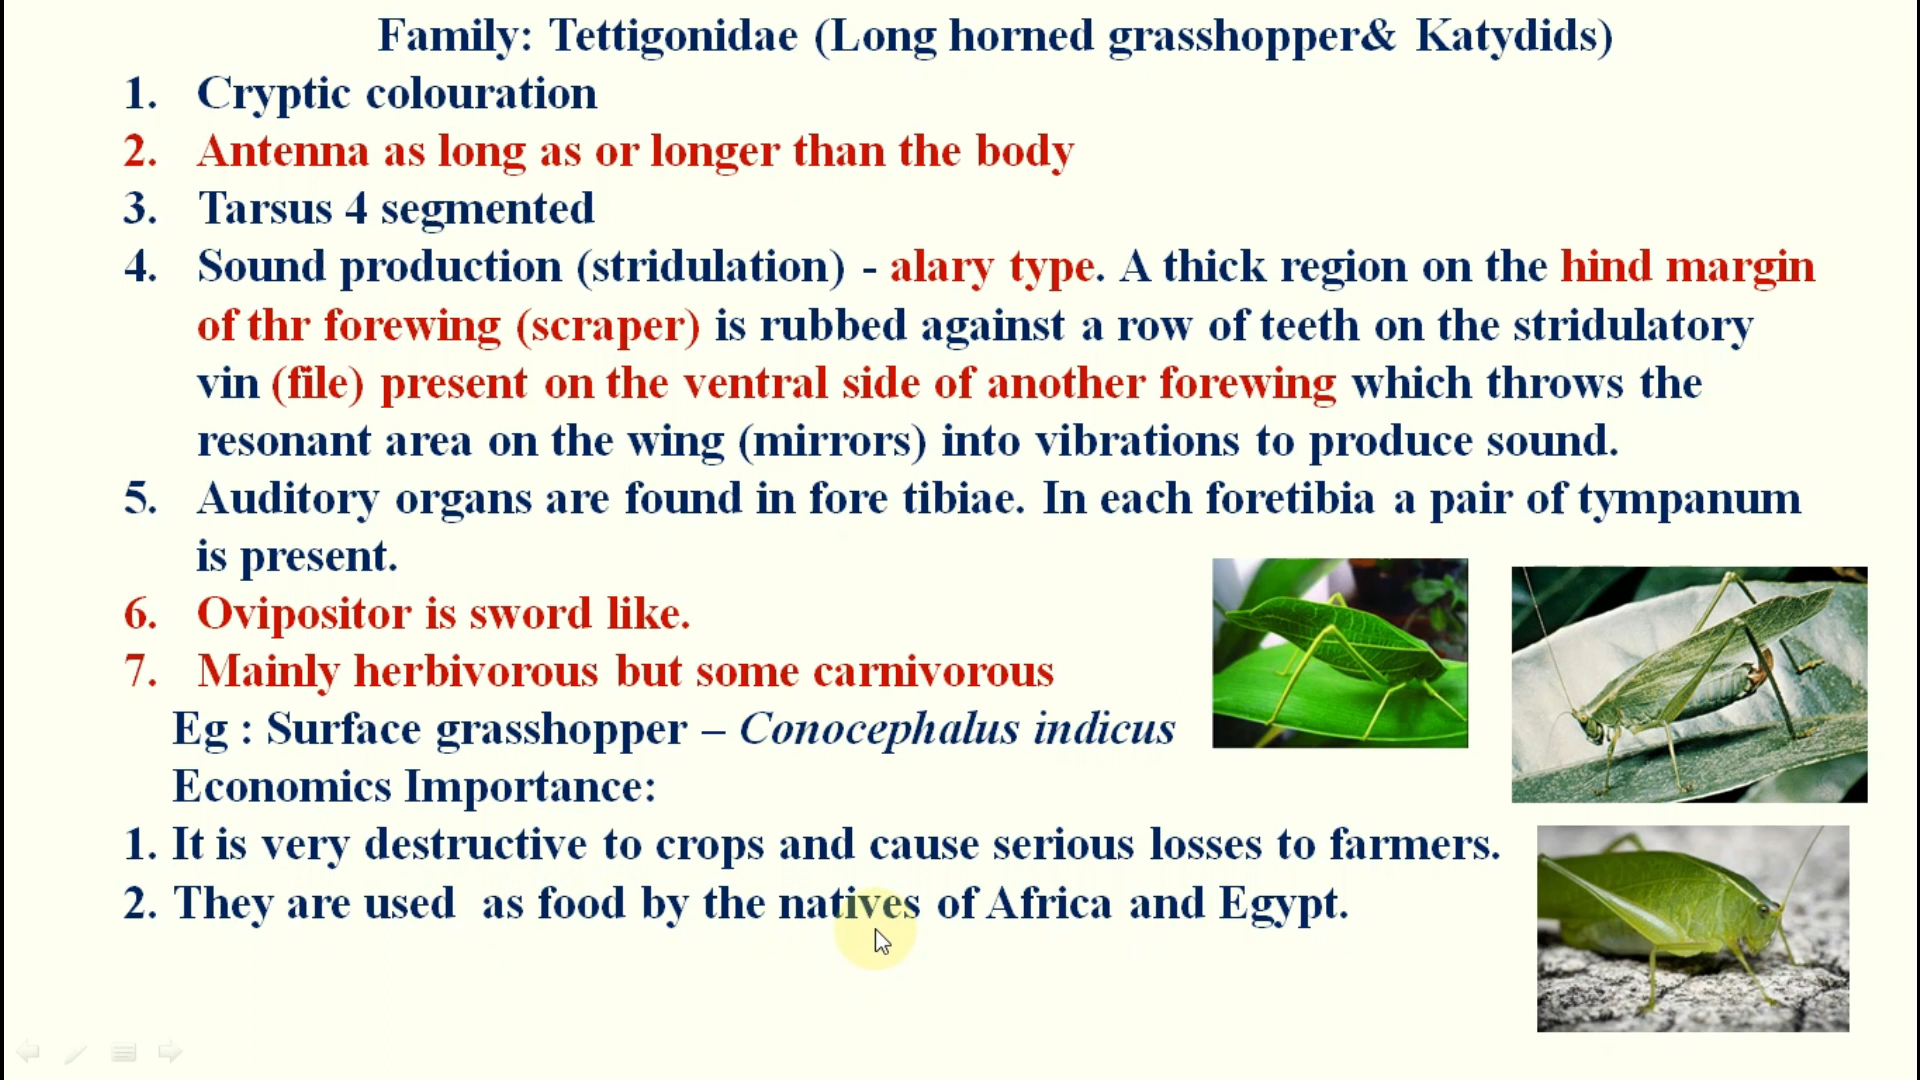 Family: Tettigonidae (Long horned grasshopper& Katydids)
1. Cryptic colouration
2. Antenna as long as or longer than the body
3. Tarsus 4 segmented
4. Sound production (stridulation) - alary type. A thick region on the hind margin
of thr forewing (scraper) is rubbed against a row of teeth on the stridulatory
vin (file) present on the ventral side of another forewing which throws the
resonant area on the wing (mirrors) into vibrations to produce sound.
5. Auditory organs are found in fore tibiae. In each foretibia a pair of tympanum
is present.
6. Ovipositor is sword like.
7. Mainly herbivorous but some carnivorous
Eg : Surface grasshopper – Conocephalus indicus
Economics Importance:
1. It is very destructive to crops and cause serious losses to farmers.
2. They are used as food by the natives of Africa and Egypt.